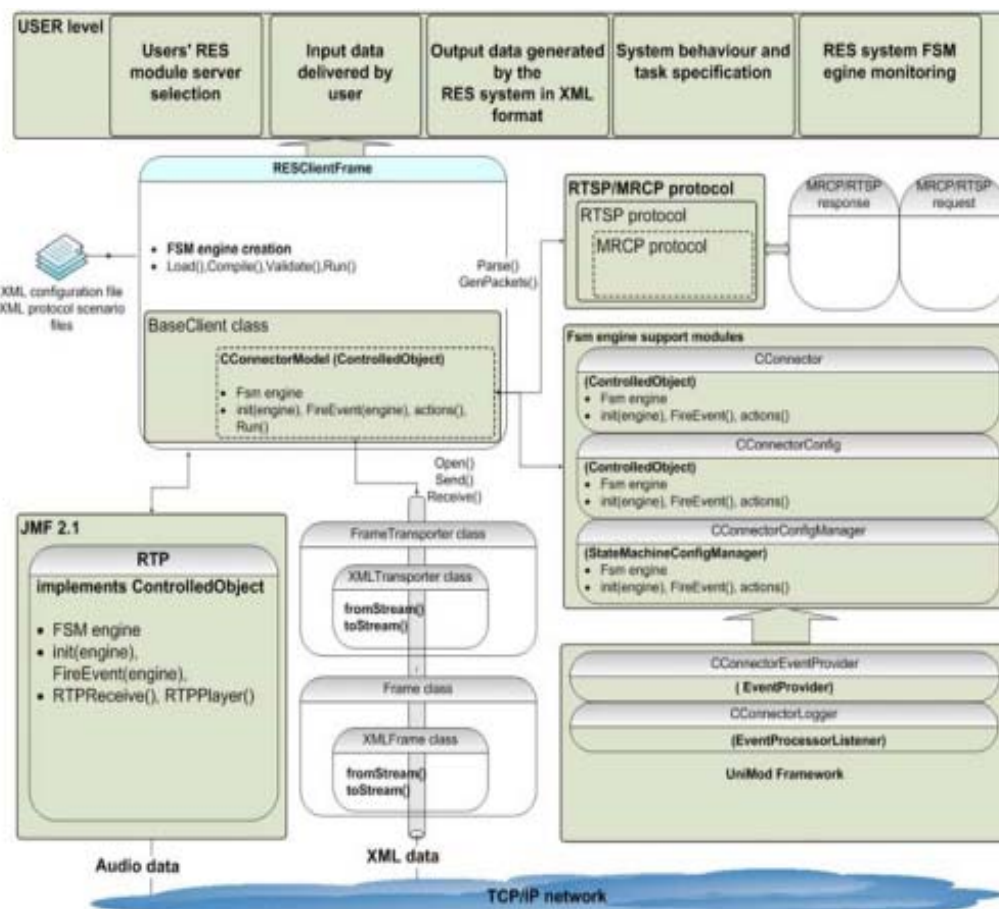 USER level
Users' RES
module server
selection
Input data
delivered by
user
Output data generated
by the
RES system in XML
format
System behaviour and
task specification
RES system FSM
egine monitoring
RESClientFrame
• FSM engine creation
• Load(),Compile(),Validate(),Run()
XML configuration file
XML protocol scenario
files
BaseClient class
CConnectorModel (ControlledObject)
• Fsm engine
• init(engine), FireEvent(engine), actions(),
Run()
Parse()
GenPackets()
RTSP/MRCP protocol
RTSP protocol
MRCP protocol
MRCP/RTSP
response
MRCP/RTSP
request
Fsm engine support modules
CConnector
(ControlledObject)
• Fsm engine
• init(engine), FireEvent(), actions()
CConnectorConfig
(ControlledObject)
• Fsm engine
• init(engine), FireEvent(), actions()
CConnectorConfigManager
(StateMachineConfigManager)
• Fsm engine
• init(engine), FireEvent(), actions()
Open()
Send()
Receive()
JMF 2.1
RTP
implements ControlledObject
• FSM engine
• init(engine),
FireEvent(engine),
• RTPReceive(), RTPPlayer()
FrameTransporter class
XMLTransporter class
fromStream()
toStream()
Frame class
XMLFrame class
fromStream()
toStream()
CConnectorEventProvider
( EventProvider)
CConnectorLogger
(EventProcessorListener)
UniMod Framework
Audio data
XML data
TCP/IP network